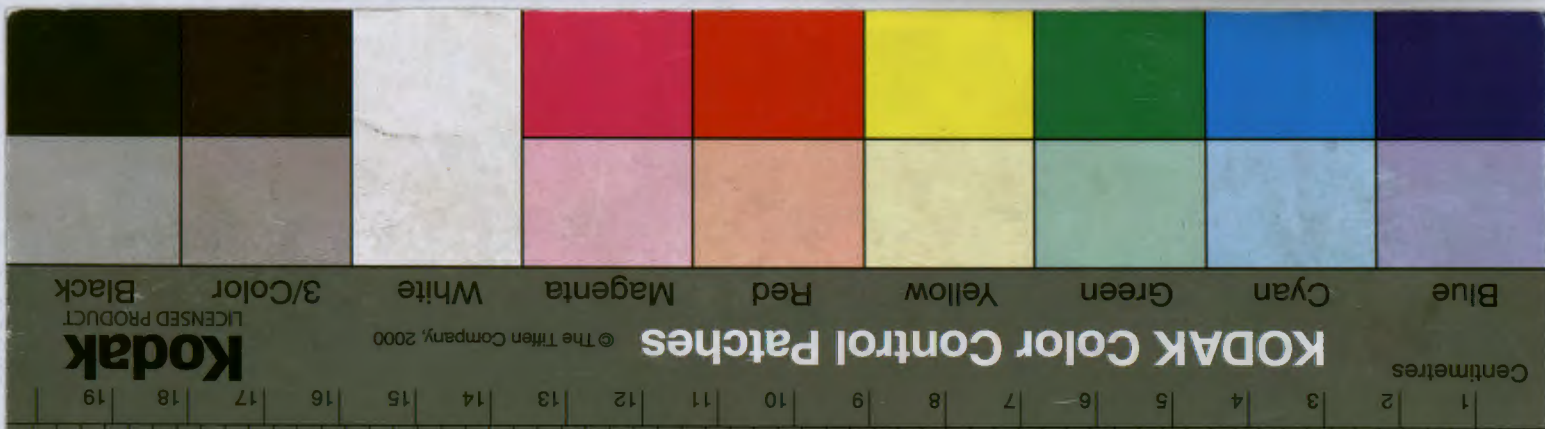 Centimetres
1 2 3 4 5 6 7 8 9 10 11 12 13 14 15 16 17 18 19
KODAK Color Control Patches © The Tiffen Company, 2000 Kodak
LICENSED PRODUCT
Blue Cyan Green Yellow Red Magenta White 3/Color Black